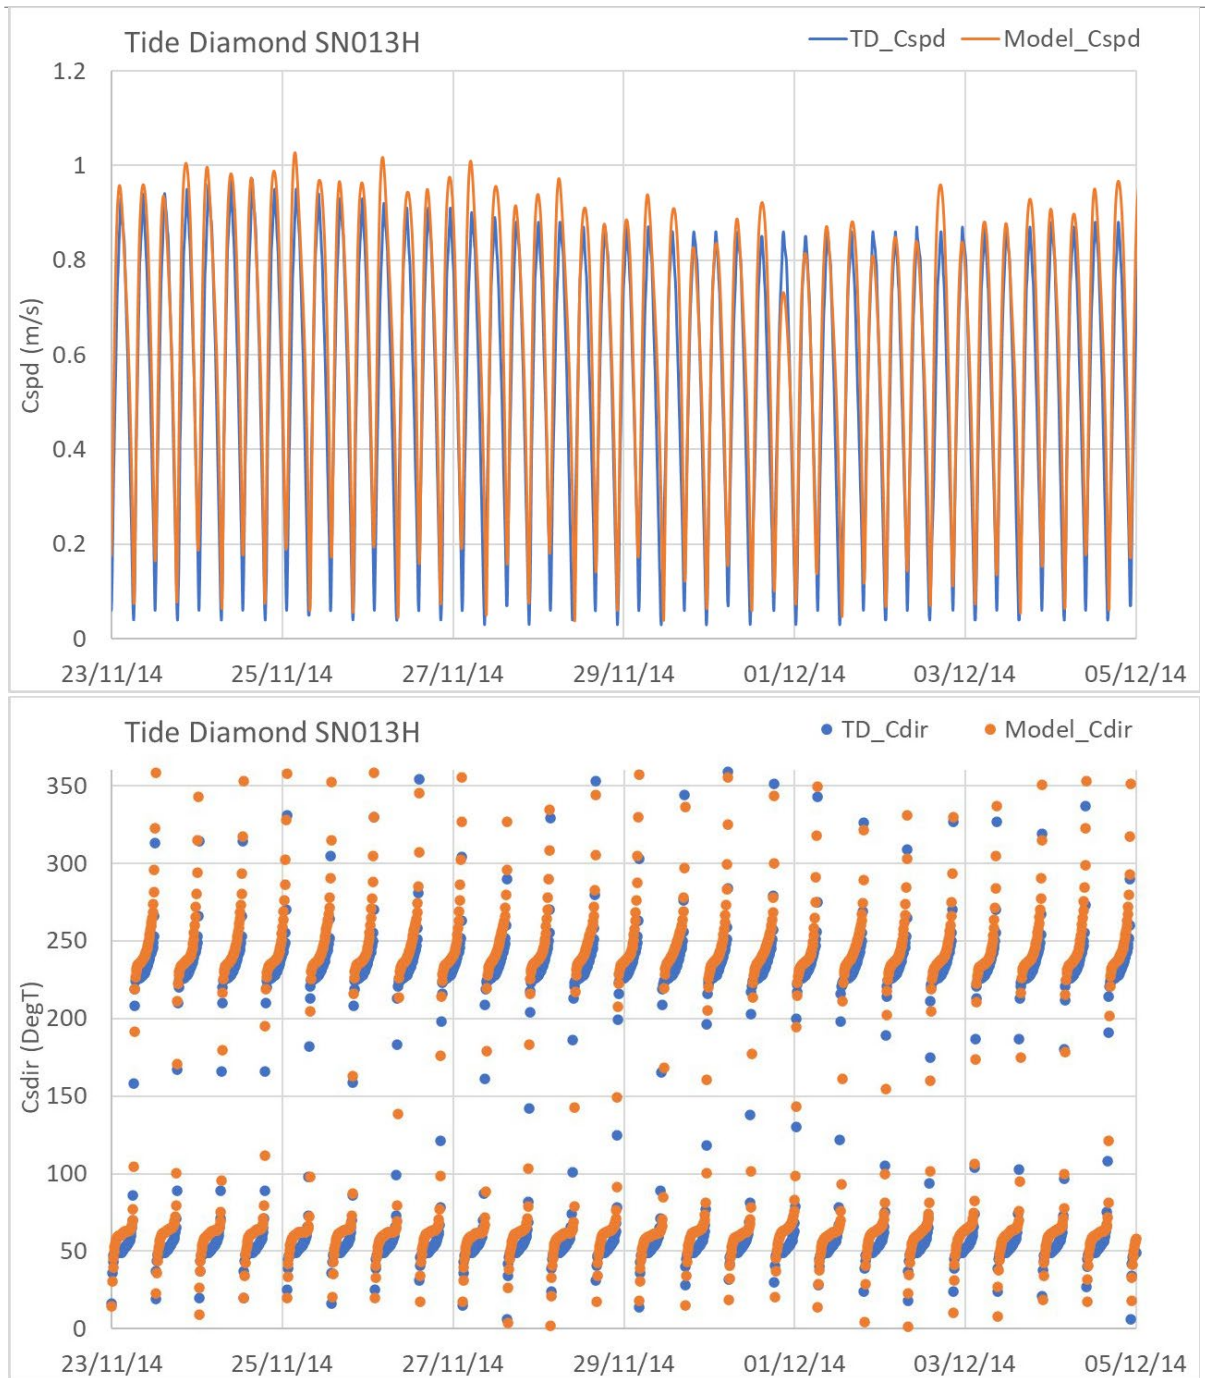 Tide Diamond SN013H
TD_Cspd Model_Cspd
1.2
1
0.8
0.6
0.4
0.2
0
Cspd (m/s)
23/11/14 25/11/14 27/11/14 29/11/14 01/12/14 03/12/14 05/12/14
Tide Diamond SN013H
TD_Cdir Model_Cdir
350
300
250
200
150
100
50
0
Csdir (DegT)
23/11/14 25/11/14 27/11/14 29/11/14 01/12/14 03/12/14 05/12/14